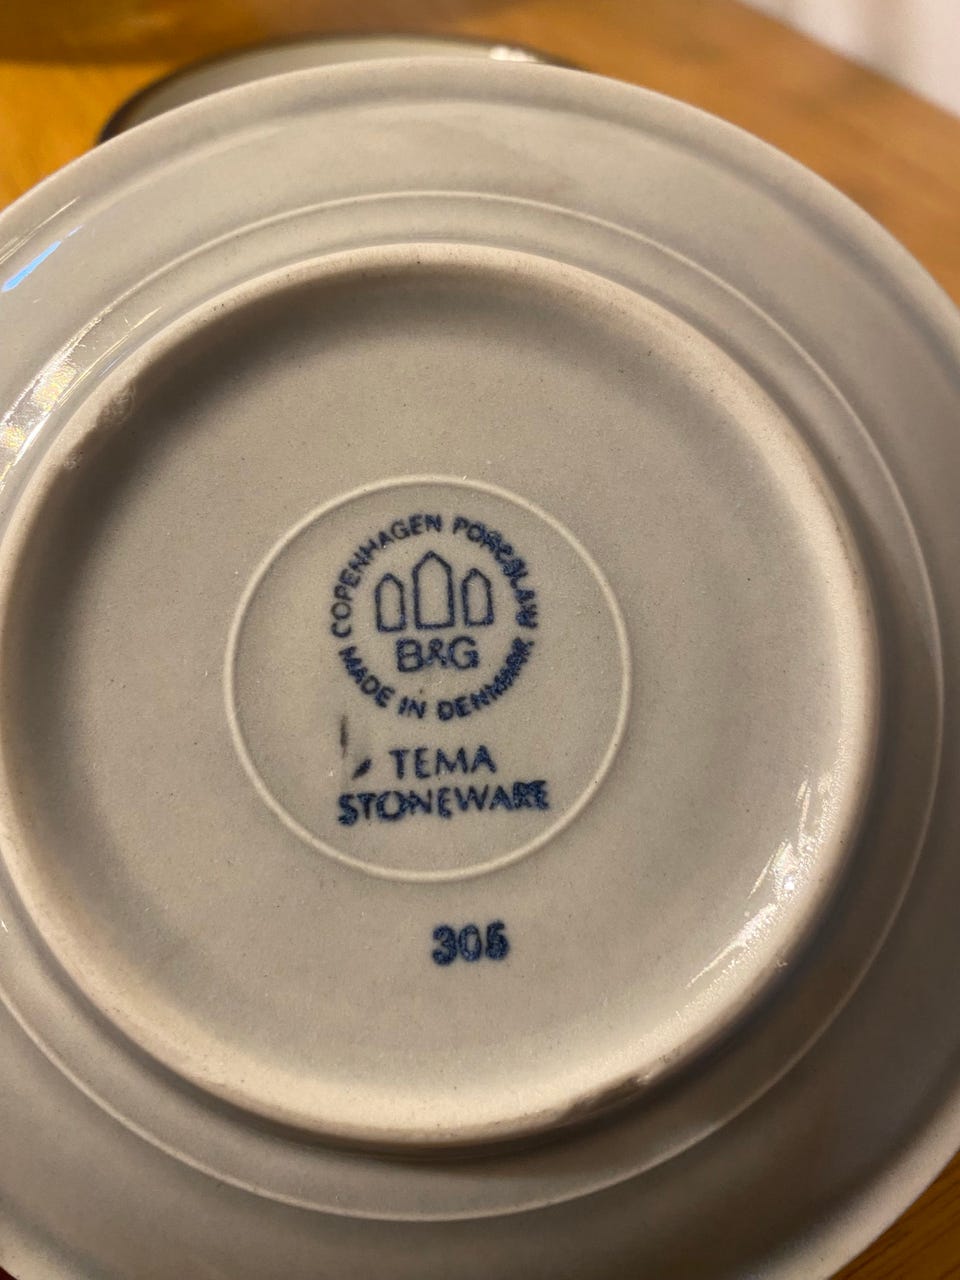 COPENHAGEN PORCELAIN
B&G
MADE IN DENMARK
TEMA
STONEWARE
305